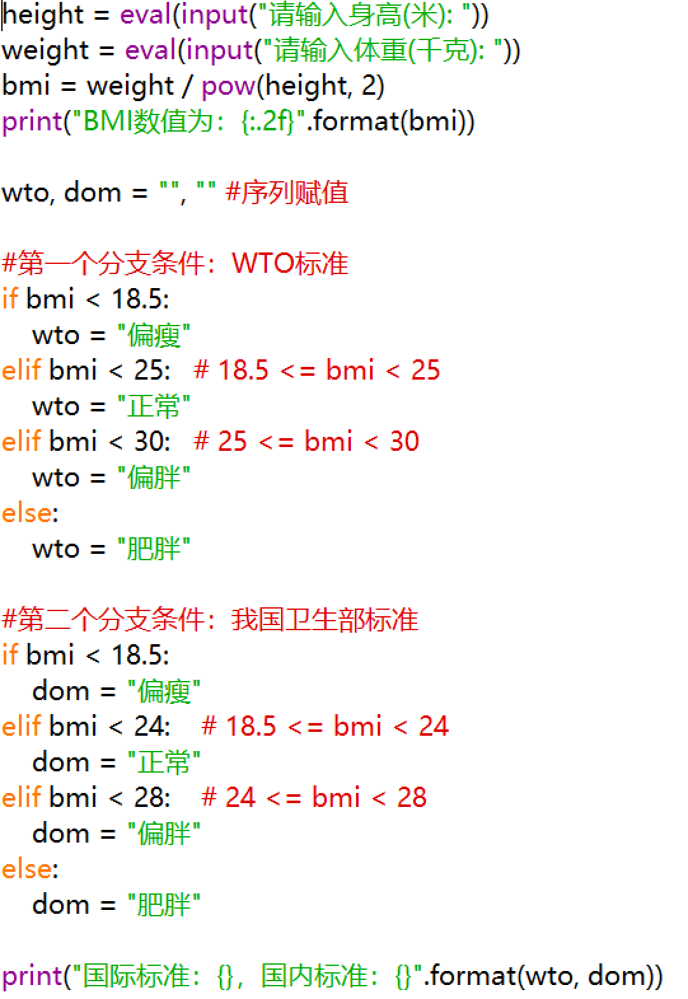 height = eval(input("请输入身高(米): "))
weight = eval(input("请输入体重(千克): "))
bmi = weight / pow(height, 2)
print("BMI数值为：{:.2f}".format(bmi))
wto, dom = "", "" #序列赋值
#第一个分支条件：WTO标准
if bmi < 18.5:
    wto = "偏瘦"
elif bmi < 25:   # 18.5 <= bmi < 25
    wto = "正常"
elif bmi < 30:   # 25 <= bmi < 30
    wto = "偏胖"
else:
    wto = "肥胖"
#第二个分支条件：我国卫生部标准
if bmi < 18.5:
    dom = "偏瘦"
elif bmi < 24:    # 18.5 <= bmi < 24
    dom = "正常"
elif bmi < 28:    # 24 <= bmi < 28
    dom = "偏胖"
else:
    dom = "肥胖"
print("国际标准：{}，国内标准：{}".format(wto, dom))